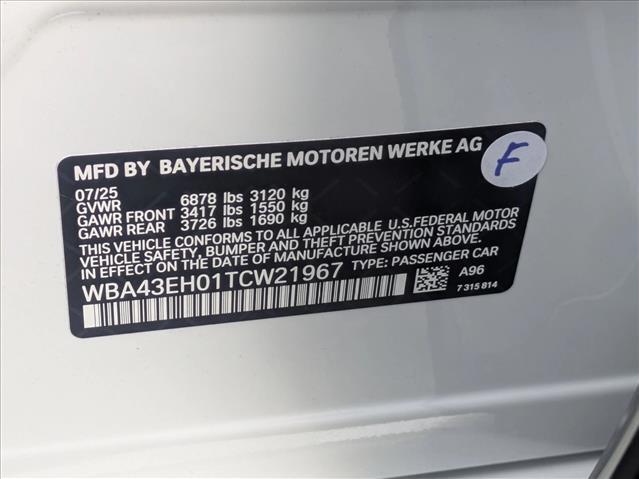 MFD BY BAYERISCHE MOTOREN WERKE AG
F
07/25
GVWR 6878 lbs 3120 kg
GAWR FRONT 3417 lbs 1550 kg
GAWR REAR 3726 lbs 1690 kg
THIS VEHICLE CONFORMS TO ALL APPLICABLE U.S.FEDERAL MOTOR
VEHICLE SAFETY, BUMPER, AND THEFT PREVENTION STANDARDS
IN EFFECT ON THE DATE OF MANUFACTURE SHOWN ABOVE.
WBA43EH01TCW21967 TYPE: PASSENGER CAR
A96
7 315 814